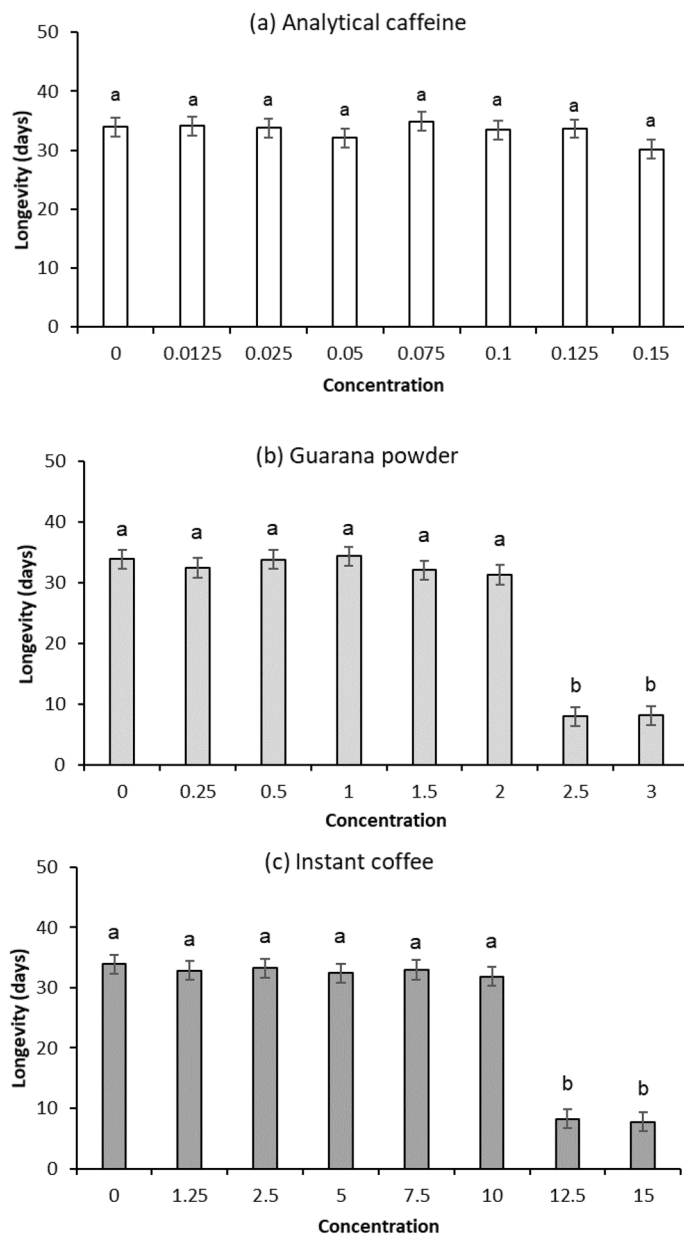 (a) Analytical caffeine
50
40
30
20
10
0
Longevity (days)
a a a a a a a a
0 0.0125 0.025 0.05 0.075 0.1 0.125 0.15
Concentration
(b) Guarana powder
50
40
30
20
10
0
Longevity (days)
a a a a a a b b
0 0.25 0.5 1 1.5 2 2.5 3
Concentration
(c) Instant coffee
50
40
30
20
10
0
Longevity (days)
a a a a a a b b
0 1.25 2.5 5 7.5 10 12.5 15
Concentration